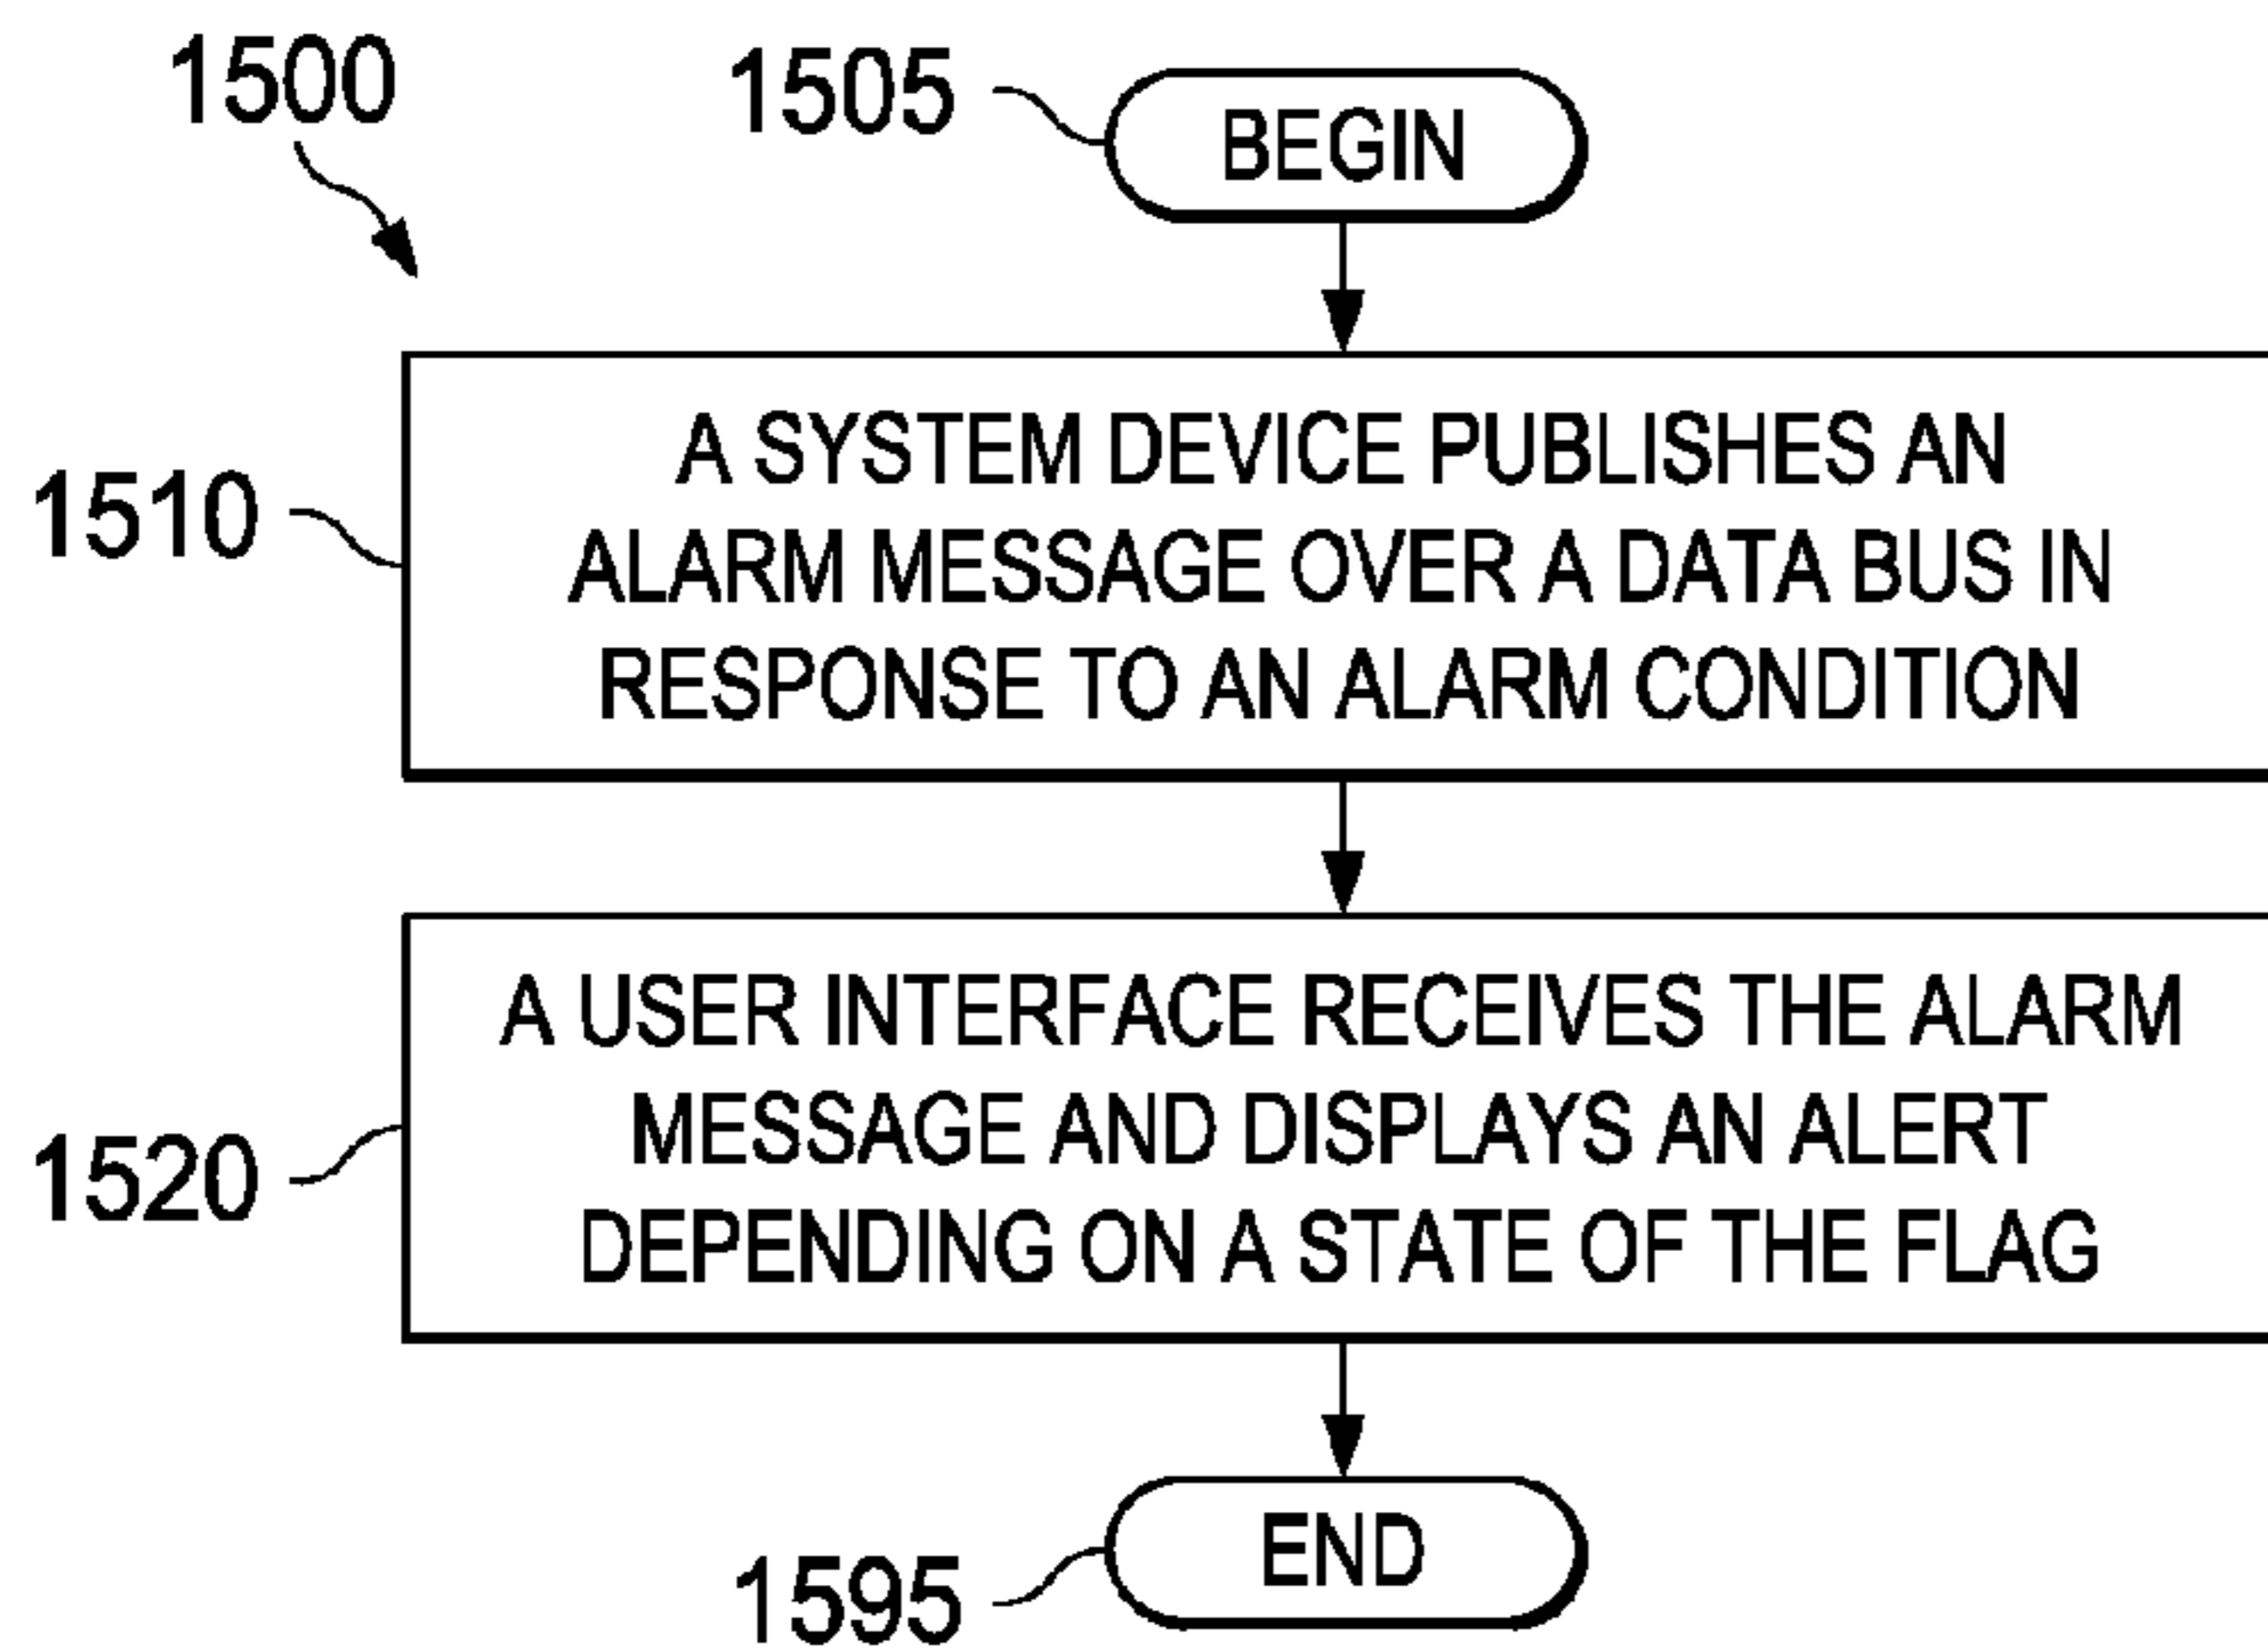 1500
1505
BEGIN
1510
A SYSTEM DEVICE PUBLISHES AN
ALARM MESSAGE OVER A DATA BUS IN
RESPONSE TO AN ALARM CONDITION
1520
A USER INTERFACE RECEIVES THE ALARM
MESSAGE AND DISPLAYS AN ALERT
DEPENDING ON A STATE OF THE FLAG
1595
END